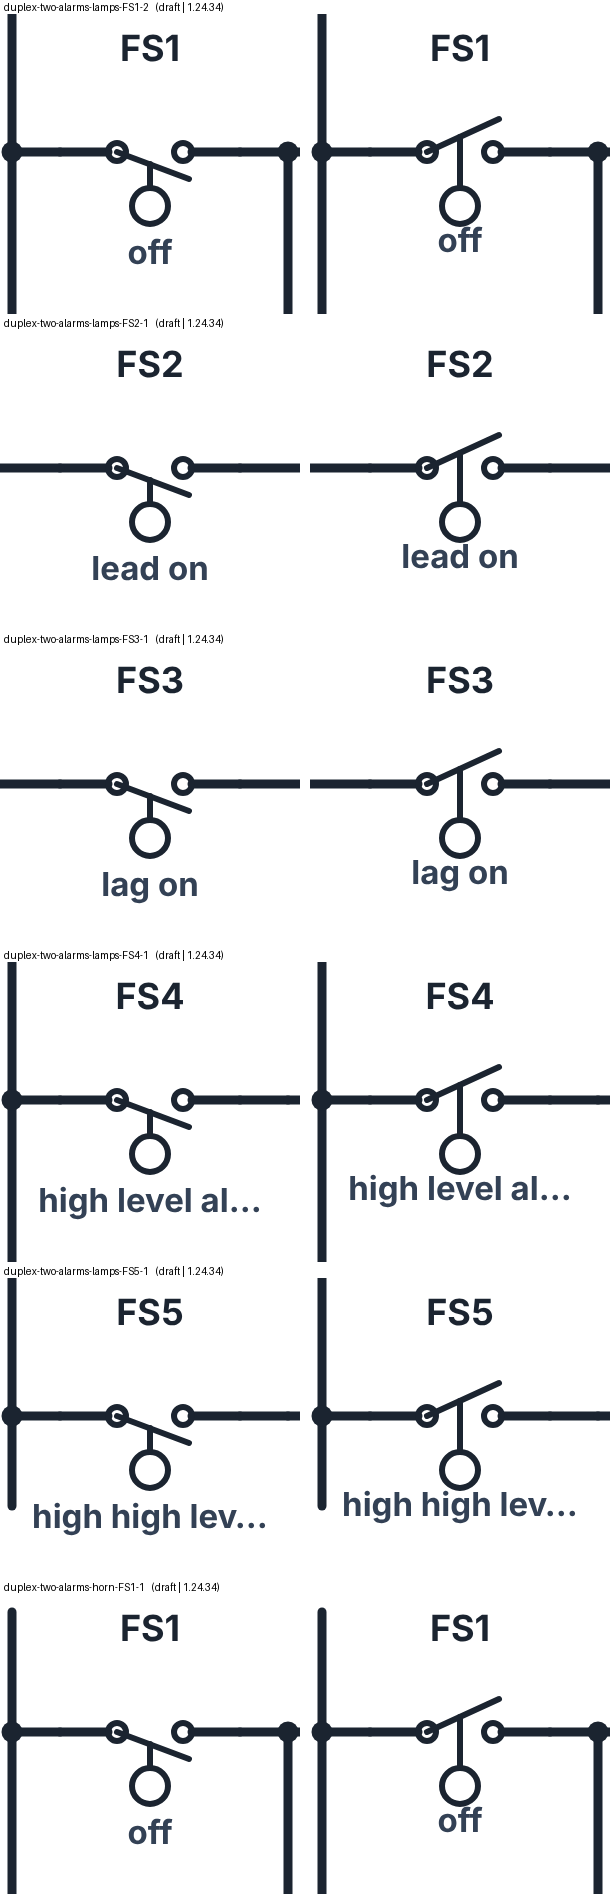 duplex-two-alarms-lamps-FS1-2 (draft | 1.24.34)
FS1 FS1
off off
duplex-two-alarms-lamps-FS2-1 (draft | 1.24.34)
FS2 FS2
lead on lead on
duplex-two-alarms-lamps-FS3-1 (draft | 1.24.34)
FS3 FS3
lag on lag on
duplex-two-alarms-lamps-FS4-1 (draft | 1.24.34)
FS4 FS4
high level al... high level al...
duplex-two-alarms-lamps-FS5-1 (draft | 1.24.34)
FS5 FS5
high high lev... high high lev...
duplex-two-alarms-horn-FS1-1 (draft | 1.24.34)
FS1 FS1
off off